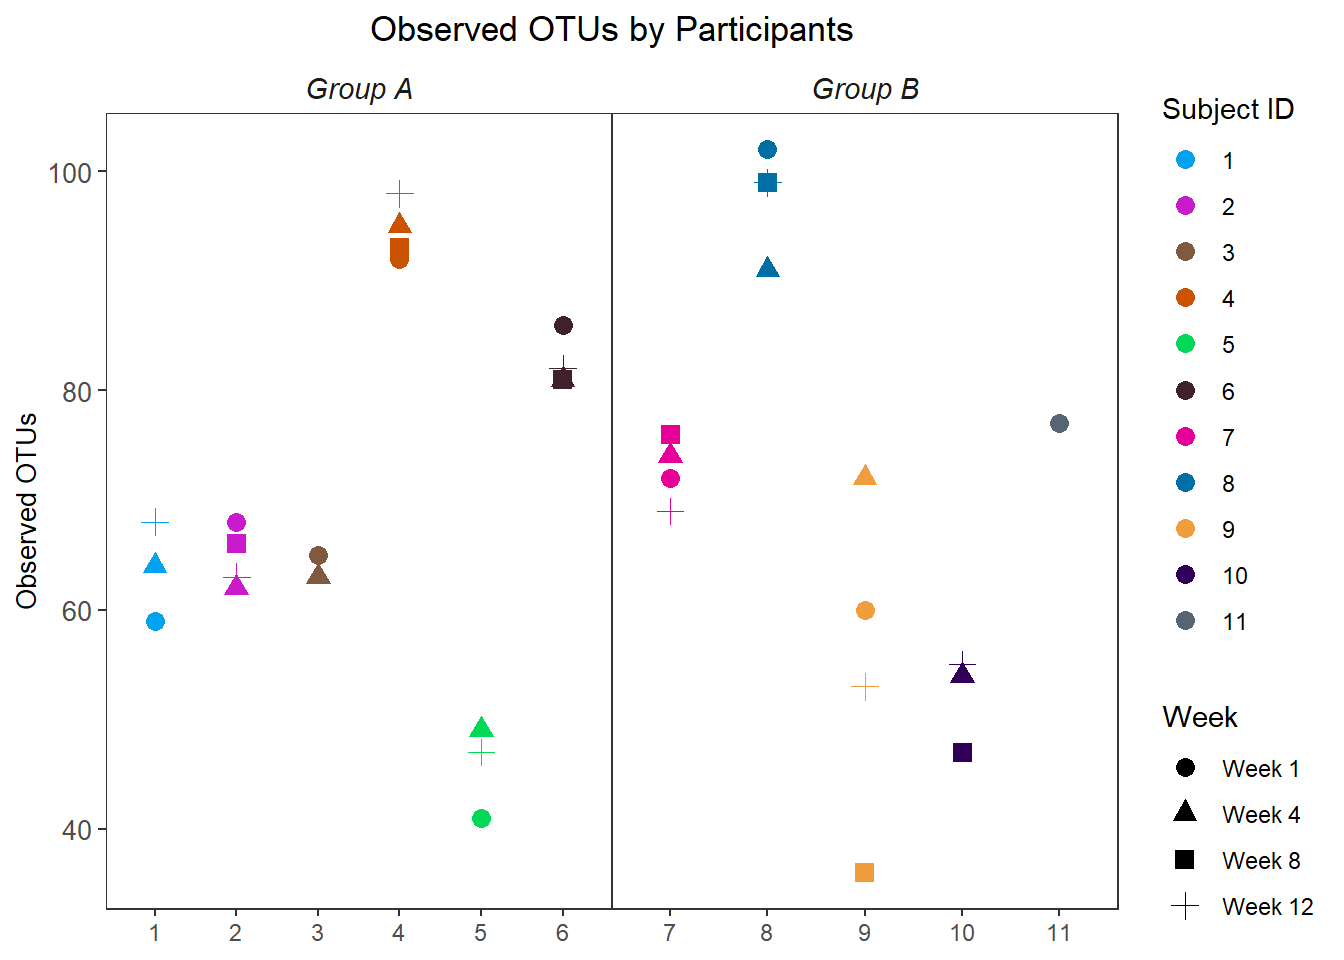 Observed OTUs by Participants
Group A
Group B
Observed OTUs
100
80
60
40
1 2 3 4 5 6 7 8 9 10 11
Subject ID
1
2
3
4
5
6
7
8
9
10
11
Week
Week 1
Week 4
Week 8
Week 12